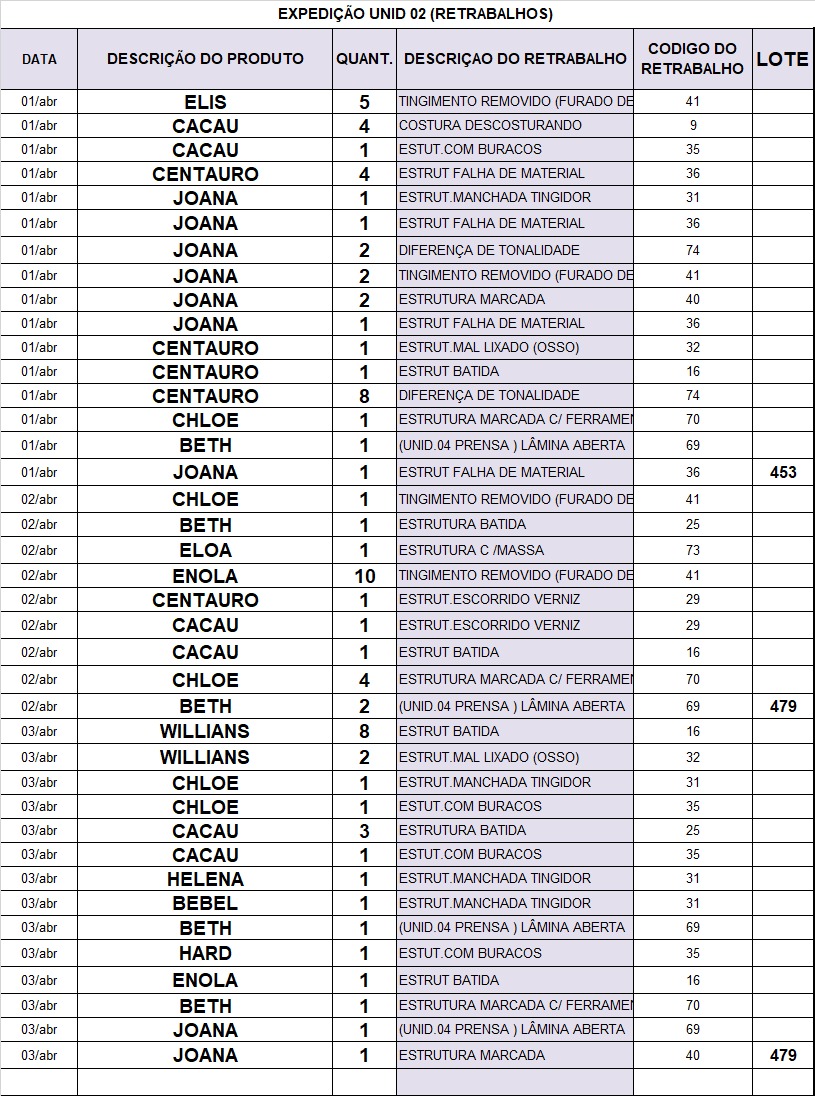 EXPEDIÇÃO UNID 02 (RETRABALHOS)
DATA DESCRIÇÃO DO PRODUTO QUANT. DESCRIÇAO DO RETRABALHO CODIGO DO RETRABALHO LOTE
01/abr ELIS 5 TINGIMENTO REMOVIDO (FURADO DE 41
01/abr CACAU 4 COSTURA DESCOSTURANDO 9
01/abr CACAU 1 ESTUT.COM BURACOS 35
01/abr CENTAURO 4 ESTRUT FALHA DE MATERIAL 36
01/abr JOANA 1 ESTRUT.MANCHADA TINGIDOR 31
01/abr JOANA 1 ESTRUT FALHA DE MATERIAL 36
01/abr JOANA 2 DIFERENÇA DE TONALIDADE 74
01/abr JOANA 2 TINGIMENTO REMOVIDO (FURADO DE 41
01/abr JOANA 2 ESTRUTURA MARCADA 40
01/abr JOANA 1 ESTRUT FALHA DE MATERIAL 36
01/abr CENTAURO 1 ESTRUT.MAL LIXADO (OSSO) 32
01/abr CENTAURO 1 ESTRUT BATIDA 16
01/abr CENTAURO 8 DIFERENÇA DE TONALIDADE 74
01/abr CHLOE 1 ESTRUTURA MARCADA C/ FERRAMEN 70
01/abr BETH 1 (UNID.04 PRENSA ) LÂMINA ABERTA 69
01/abr JOANA 1 ESTRUT FALHA DE MATERIAL 36 453
02/abr CHLOE 1 TINGIMENTO REMOVIDO (FURADO DE 41
02/abr BETH 1 ESTRUTURA BATIDA 25
02/abr ELOA 1 ESTRUTURA C /MASSA 73
02/abr ENOLA 10 TINGIMENTO REMOVIDO (FURADO DE 41
02/abr CENTAURO 1 ESTRUT.ESCORRIDO VERNIZ 29
02/abr CACAU 1 ESTRUT.ESCORRIDO VERNIZ 29
02/abr CACAU 1 ESTRUT BATIDA 16
02/abr CHLOE 4 ESTRUTURA MARCADA C/ FERRAMEN 70
02/abr BETH 2 (UNID.04 PRENSA ) LÂMINA ABERTA 69 479
03/abr WILLIANS 8 ESTRUT BATIDA 16
03/abr WILLIANS 2 ESTRUT.MAL LIXADO (OSSO) 32
03/abr CHLOE 1 ESTRUT.MANCHADA TINGIDOR 31
03/abr CHLOE 1 ESTUT.COM BURACOS 35
03/abr CACAU 3 ESTRUTURA BATIDA 25
03/abr CACAU 1 ESTUT.COM BURACOS 35
03/abr HELENA 1 ESTRUT.MANCHADA TINGIDOR 31
03/abr BEBEL 1 ESTRUT.MANCHADA TINGIDOR 31
03/abr BETH 1 (UNID.04 PRENSA ) LÂMINA ABERTA 69
03/abr HARD 1 ESTUT.COM BURACOS 35
03/abr ENOLA 1 ESTRUT BATIDA 16
03/abr BETH 1 ESTRUTURA MARCADA C/ FERRAMEN 70
03/abr JOANA 1 (UNID.04 PRENSA ) LÂMINA ABERTA 69
03/abr JOANA 1 ESTRUTURA MARCADA 40 479